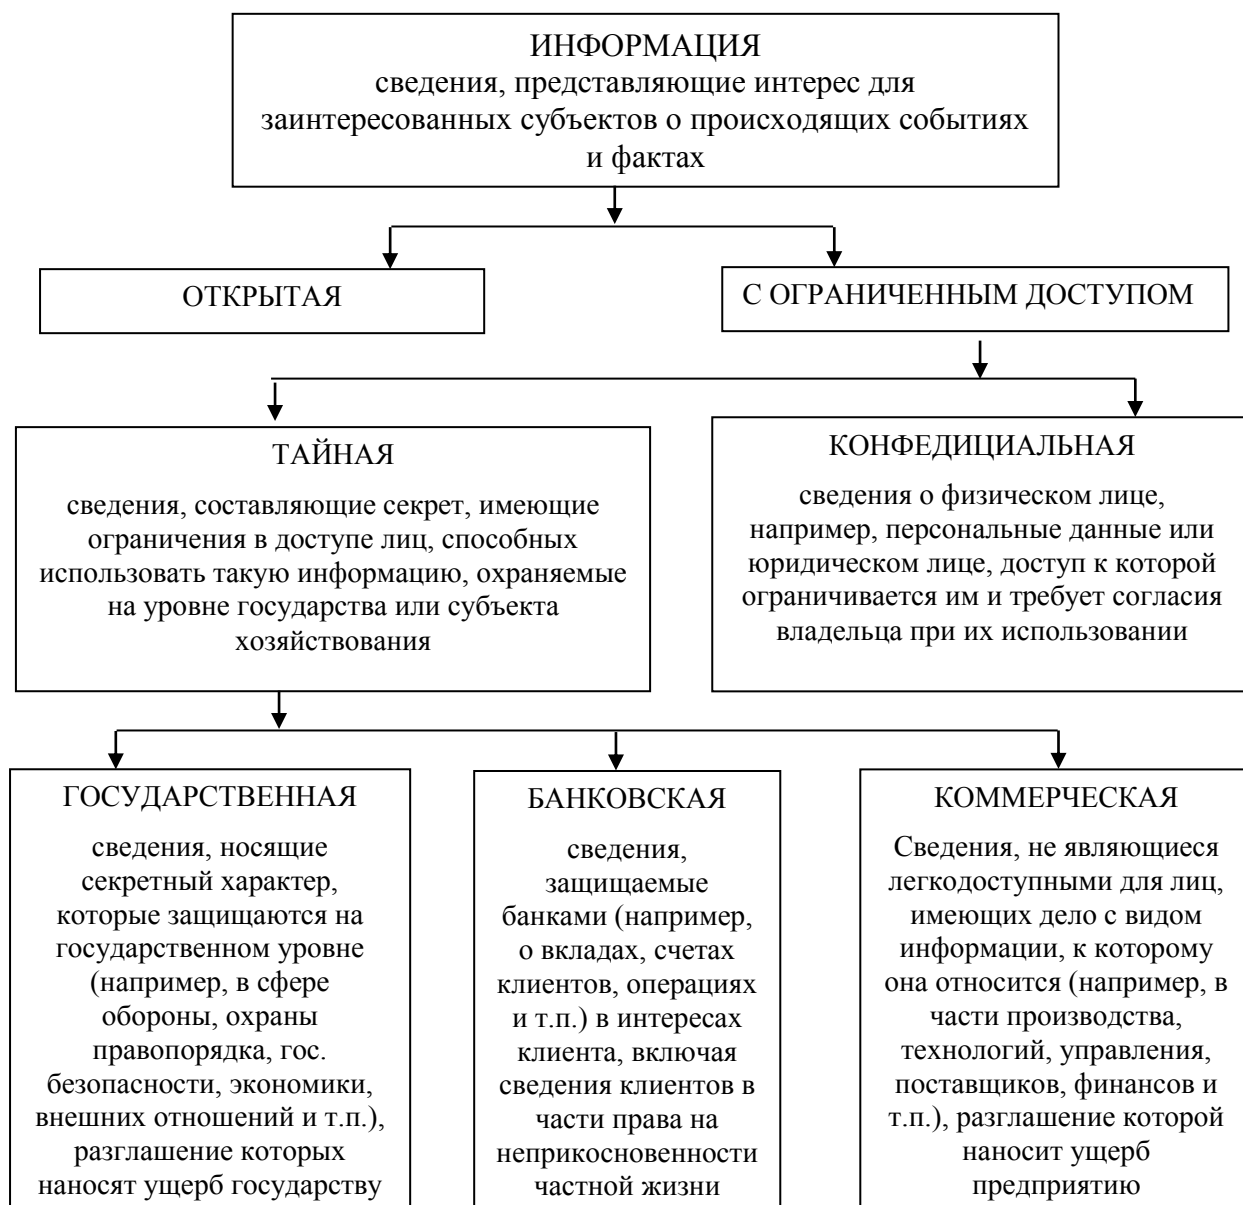 ИНФОРМАЦИЯ
сведения, представляющие интерес для
заинтересованных субъектов о происходящих событиях
и фактах
ОТКРЫТАЯ
С ОГРАНИЧЕННЫМ ДОСТУПОМ
ТАЙНАЯ
сведения, составляющие секрет, имеющие
ограничения в доступе лиц, способных
использовать такую информацию, охраняемые
на уровне государства или субъекта
хозяйствования
КОНФЕДИЦИАЛЬНАЯ
сведения о физическом лице,
например, персональные данные или
юридическом лице, доступ к которой
ограничивается им и требует согласия
владельца при их использовании
ГОСУДАРСТВЕННАЯ
сведения, носящие
секретный характер,
которые защищаются на
государственном уровне
(например, в сфере
обороны, охраны
правопорядка, гос.
безопасности, экономики,
внешних отношений и т.п.),
разглашение которых
наносят ущерб государству
БАНКОВСКАЯ
сведения,
защищаемые
банками (например,
о вкладах, счетах
клиентов, операциях
и т.п.) в интересах
клиента, включая
сведения клиентов в
части права на
неприкосновенности
частной жизни
КОММЕРЧЕСКАЯ
Сведения, не являющиеся
легкодоступными для лиц,
имеющих дело с видом
информации, к которому
она относится (например, в
части производства,
технологий, управления,
поставщиков, финансов и
т.п.), разглашение которой
наносит ущерб
предприятию